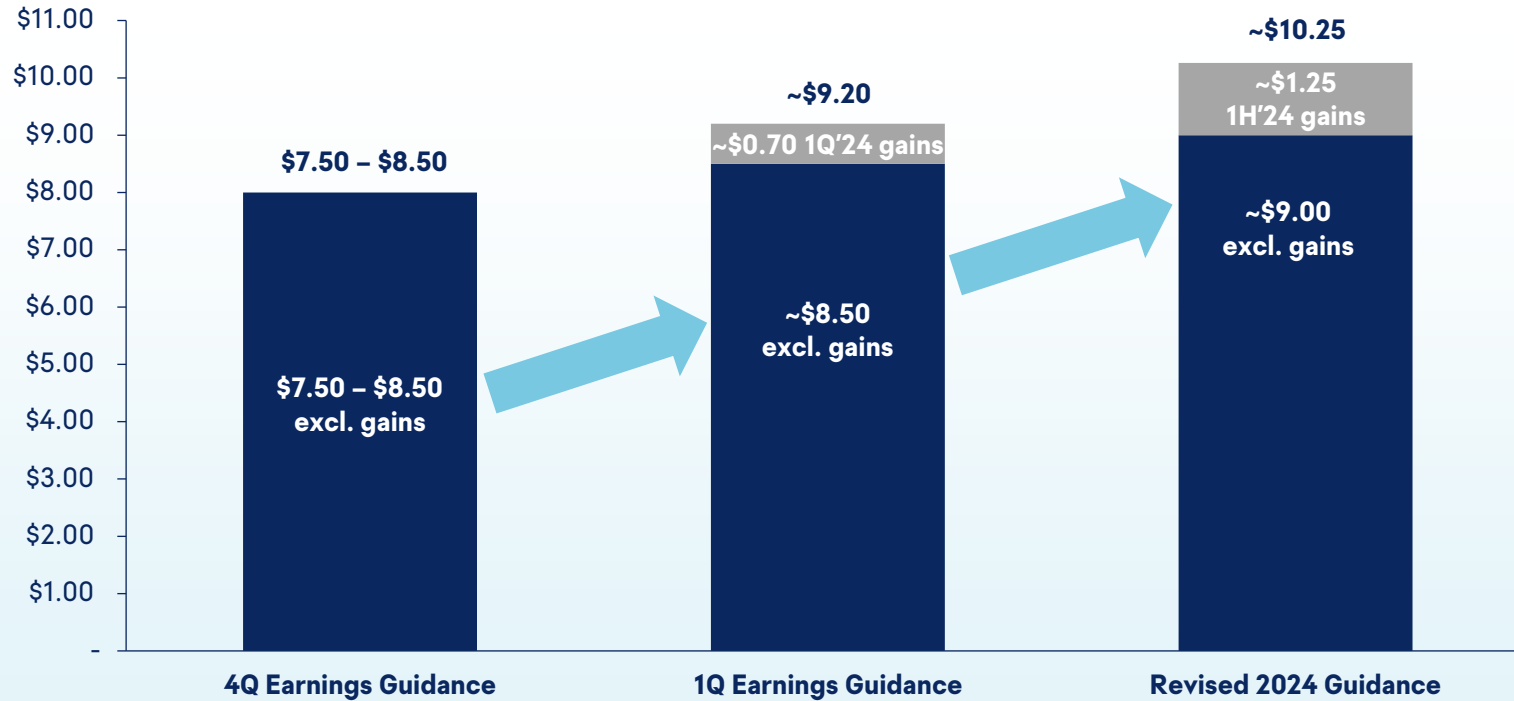 $11.00
$10.00
$9.00
$8.00
$7.00
$6.00
$5.00
$4.00
$3.00
$2.00
$1.00
-
$7.50 – $8.50
$7.50 – $8.50
excl. gains
~$9.20
~$0.70 1Q'24 gains
~$8.50
excl. gains
~$10.25
~$1.25
1H'24 gains
~$9.00
excl. gains
4Q Earnings Guidance
1Q Earnings Guidance
Revised 2024 Guidance